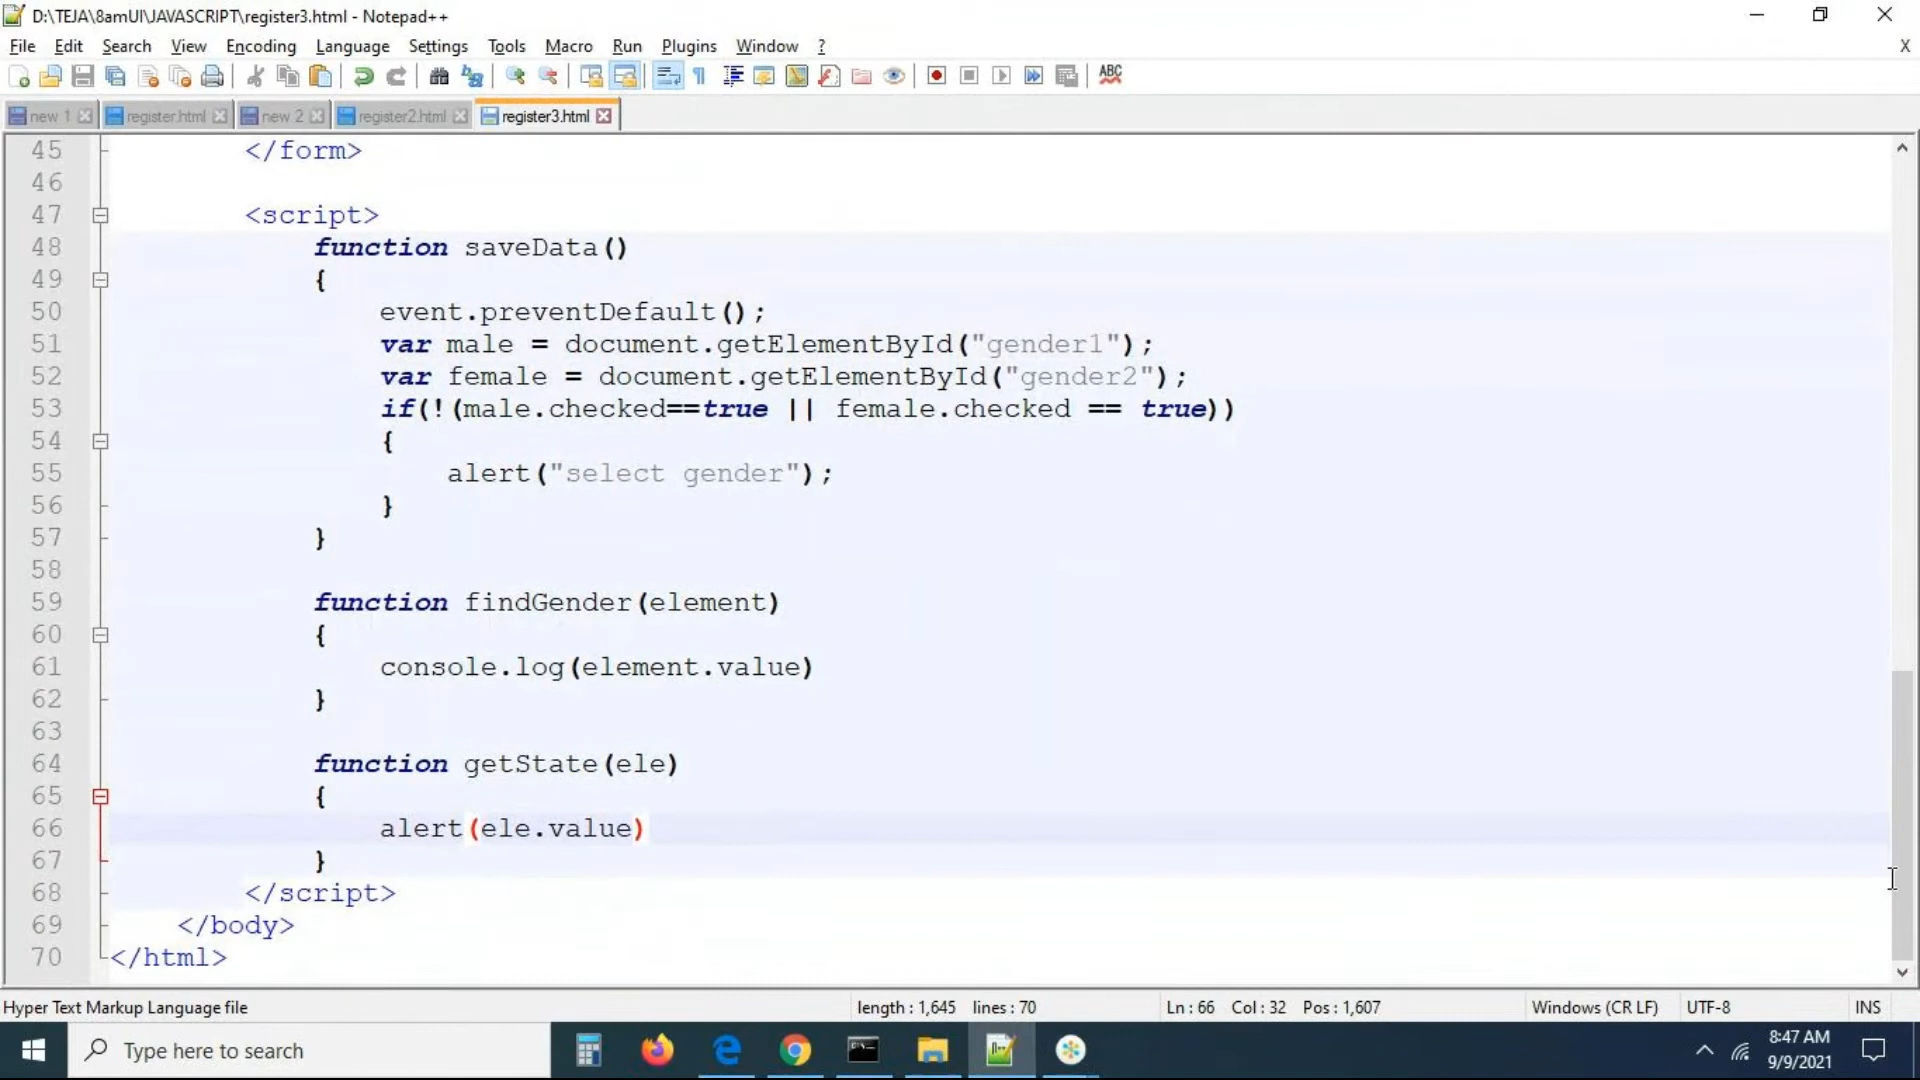 D:\TEJA\8amUI\JAVASCRIPT\register3.html - Notepad++
File Edit Search View Encoding Language Settings Tools Macro Run Plugins Window ? X
ABC
new 1 register.html new 2 register2.html register3.html
45 </form>
46
47 <script>
48 function saveData()
49 {
50 event.preventDefault();
51 var male = document.getElementById("gender1");
52 var female = document.getElementById("gender2");
53 if(!(male.checked==true || female.checked == true))
54 {
55 alert("select gender");
56 }
57 }
58
59 function findGender(element)
60 {
61 console.log(element.value)
62 }
63
64 function getState(ele)
65 {
66 alert(ele.value)
67 }
68 </script>
69 </body>
70 </html>
Hyper Text Markup Language file length : 1,645 lines : 70 Ln : 66 Col : 32 Pos : 1,607 Windows (CR LF) UTF-8 INS
Type here to search
8:47 AM
9/9/2021